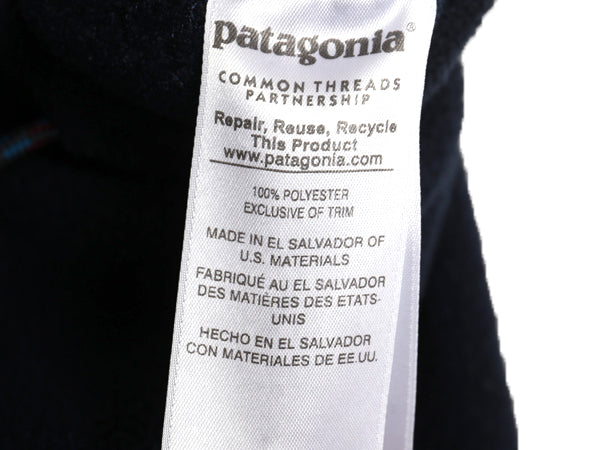 patagonia®
COMMON THREADS
PARTNERSHIP
Repair, Reuse, Recycle
This Product
www.patagonia.com
100% POLYESTER
EXCLUSIVE OF TRIM
MADE IN EL SALVADOR OF
U.S. MATERIALS
FABRIQUÉ AU EL SALVADOR
DES MATIÈRES DES ETATS-
UNIS
HECHO EN EL SALVADOR
CON MATERIALES DE EE.UU.